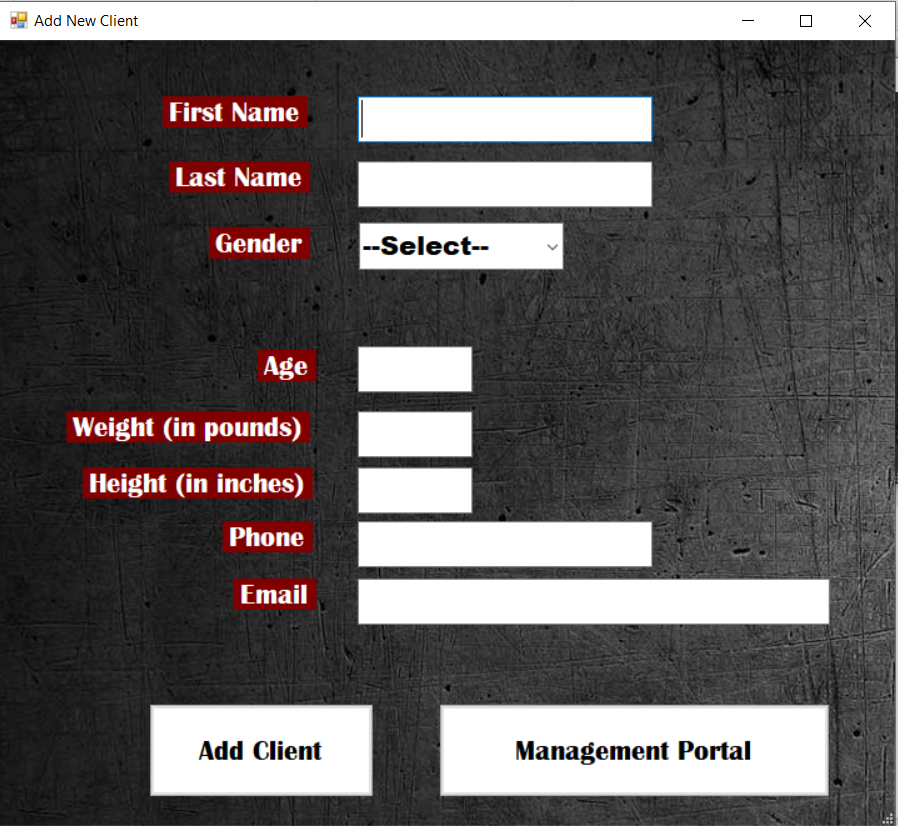 Add New Client
First Name
Last Name
Gender --Select--
Age
Weight (in pounds)
Height (in inches)
Phone
Email
Add Client Management Portal